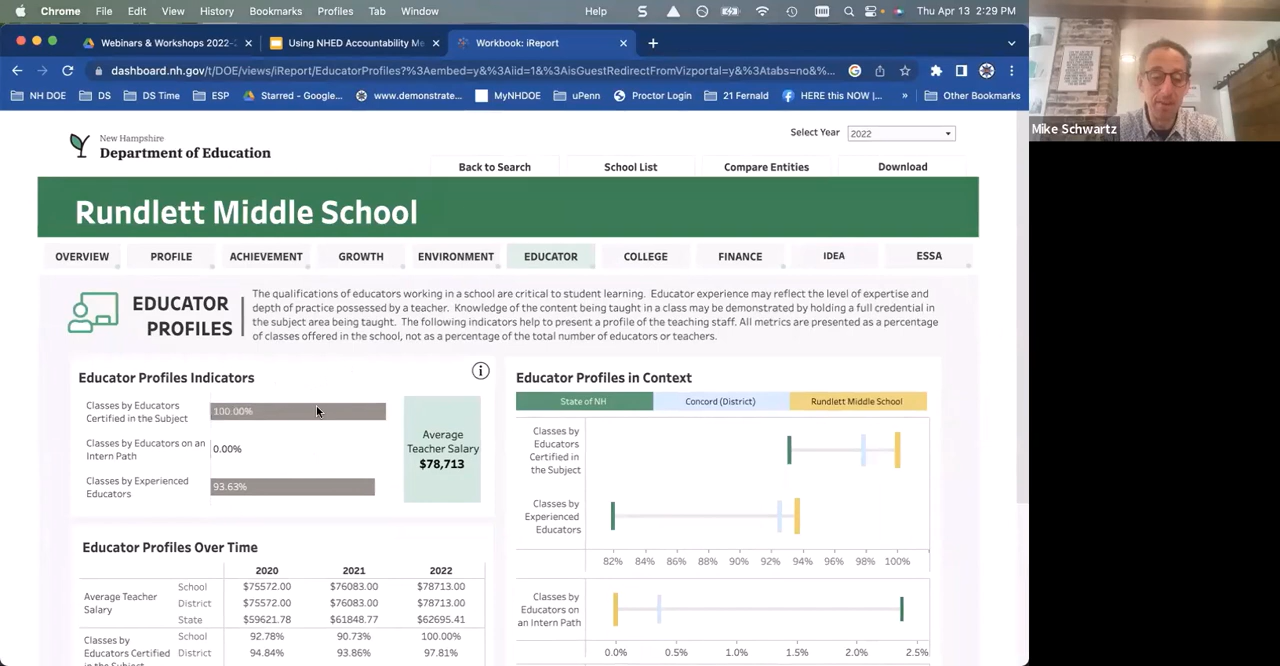 Chrome File Edit View History Bookmarks Profiles Tab Window Help Thu Apr 13 2:29 PM
Webinars & Workshops 2022-
Using NHED Accountability Me
Workbook: iReport
dashboard.nh.gov/t/DOE/views/iReport/EducatorProfiles?%3Aembed=y&%3Aiid=1&%3AisGuestRedirectFromVizportal=y&%3Atabs=no&%...
NH DOE DS DS Time ESP Starred - Google... www.demonstrate... MyNHDOE uPenn Proctor Login 21 Fernald HERE this NOW |... » Other Bookmarks
Mike Schwartz
New Hampshire
Department of Education
Select Year 2022
Back to Search School List Compare Entities Download
Rundlett Middle School
OVERVIEW PROFILE ACHIEVEMENT GROWTH ENVIRONMENT EDUCATOR COLLEGE FINANCE IDEA ESSA
EDUCATOR
PROFILES
The qualifications of educators working in a school are critical to student learning. Educator experience may reflect the level of expertise and
depth of practice possessed by a teacher. Knowledge of the content being taught in a class may be demonstrated by holding a full credential in
the subject area being taught. The following indicators help to present a profile of the teaching staff. All metrics are presented as a percentage
of classes offered in the school, not as a percentage of the total number of educators or teachers.
Educator Profiles Indicators
Classes by Educators
Certified in the Subject
100.00%
Classes by Educators on an
Intern Path
0.00%
Classes by Experienced
Educators
93.63%
Average
Teacher Salary
$78,713
Educator Profiles in Context
State of NH Concord (District) Rundlett Middle School
Classes by
Educators
Certified in
the Subject
Classes by
Experienced
Educators
82% 84% 86% 88% 90% 92% 94% 96% 98% 100%
Classes by
Educators on
an Intern Path
0.0% 0.5% 1.0% 1.5% 2.0% 2.5%
Educator Profiles Over Time
2020 2021 2022
Average Teacher
Salary
School $75572.00 $76083.00 $78713.00
District $75572.00 $76083.00 $78713.00
State $59621.78 $61848.77 $62695.41
Classes by
Educators Certified
in the Subject
School 92.78% 90.73% 100.00%
District 94.84% 93.86% 97.81%